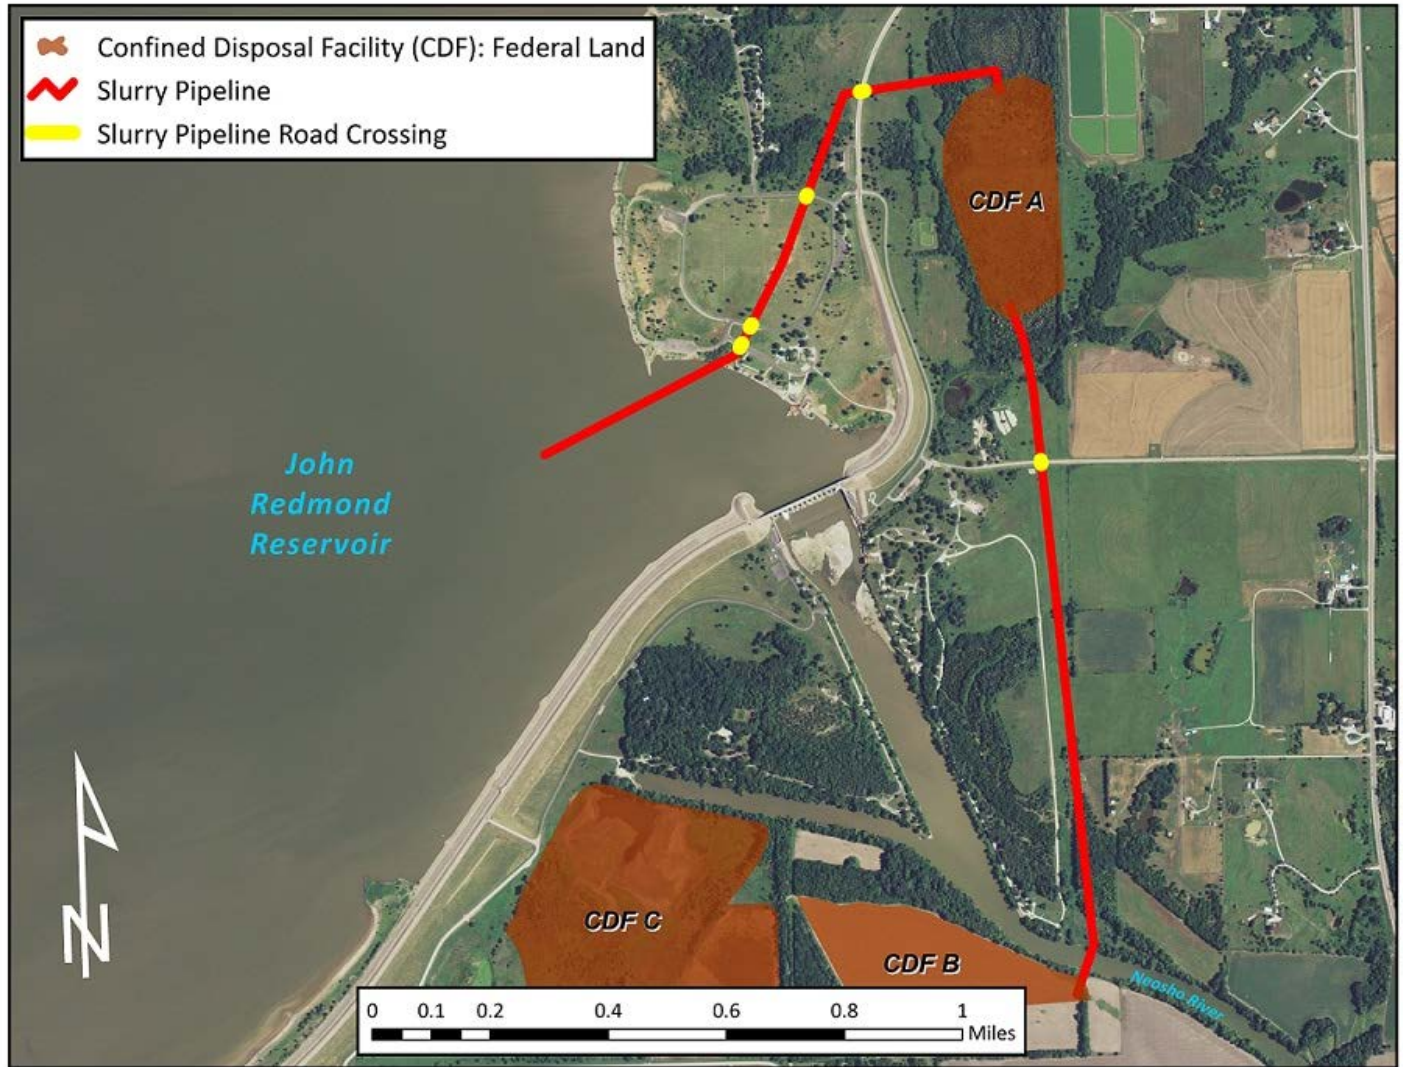 Confined Disposal Facility (CDF): Federal Land
Slurry Pipeline
Slurry Pipeline Road Crossing
CDF A
John
Redmond
Reservoir
CDF C
CDF B
Neosho River
N
0 0.1 0.2 0.4 0.6 0.8 1
Miles